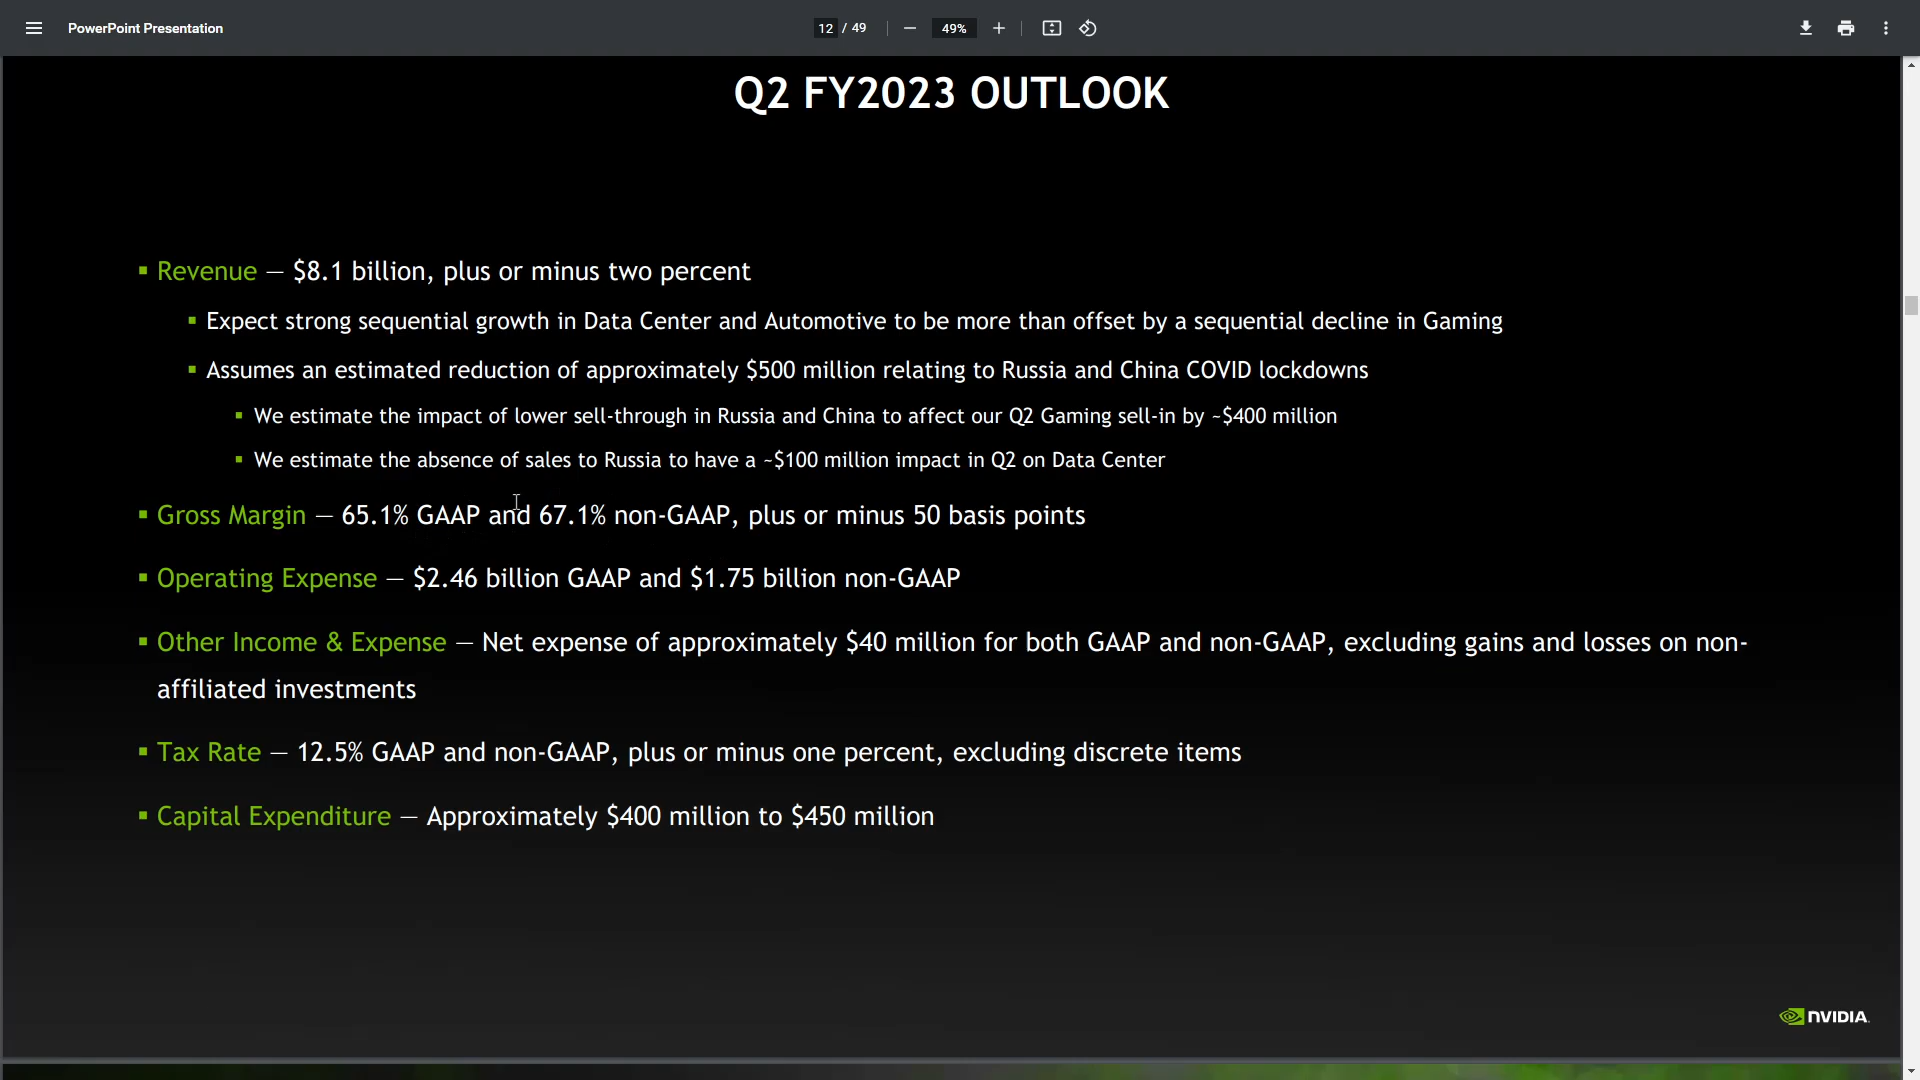 PowerPoint Presentation
12 / 49
49%
Q2 FY2023 OUTLOOK
Revenue — $8.1 billion, plus or minus two percent
Expect strong sequential growth in Data Center and Automotive to be more than offset by a sequential decline in Gaming
Assumes an estimated reduction of approximately $500 million relating to Russia and China COVID lockdowns
We estimate the impact of lower sell-through in Russia and China to affect our Q2 Gaming sell-in by ~$400 million
We estimate the absence of sales to Russia to have a ~$100 million impact in Q2 on Data Center
Gross Margin — 65.1% GAAP and 67.1% non-GAAP, plus or minus 50 basis points
Operating Expense — $2.46 billion GAAP and $1.75 billion non-GAAP
Other Income & Expense — Net expense of approximately $40 million for both GAAP and non-GAAP, excluding gains and losses on non-
affiliated investments
Tax Rate — 12.5% GAAP and non-GAAP, plus or minus one percent, excluding discrete items
Capital Expenditure — Approximately $400 million to $450 million
NVIDIA.